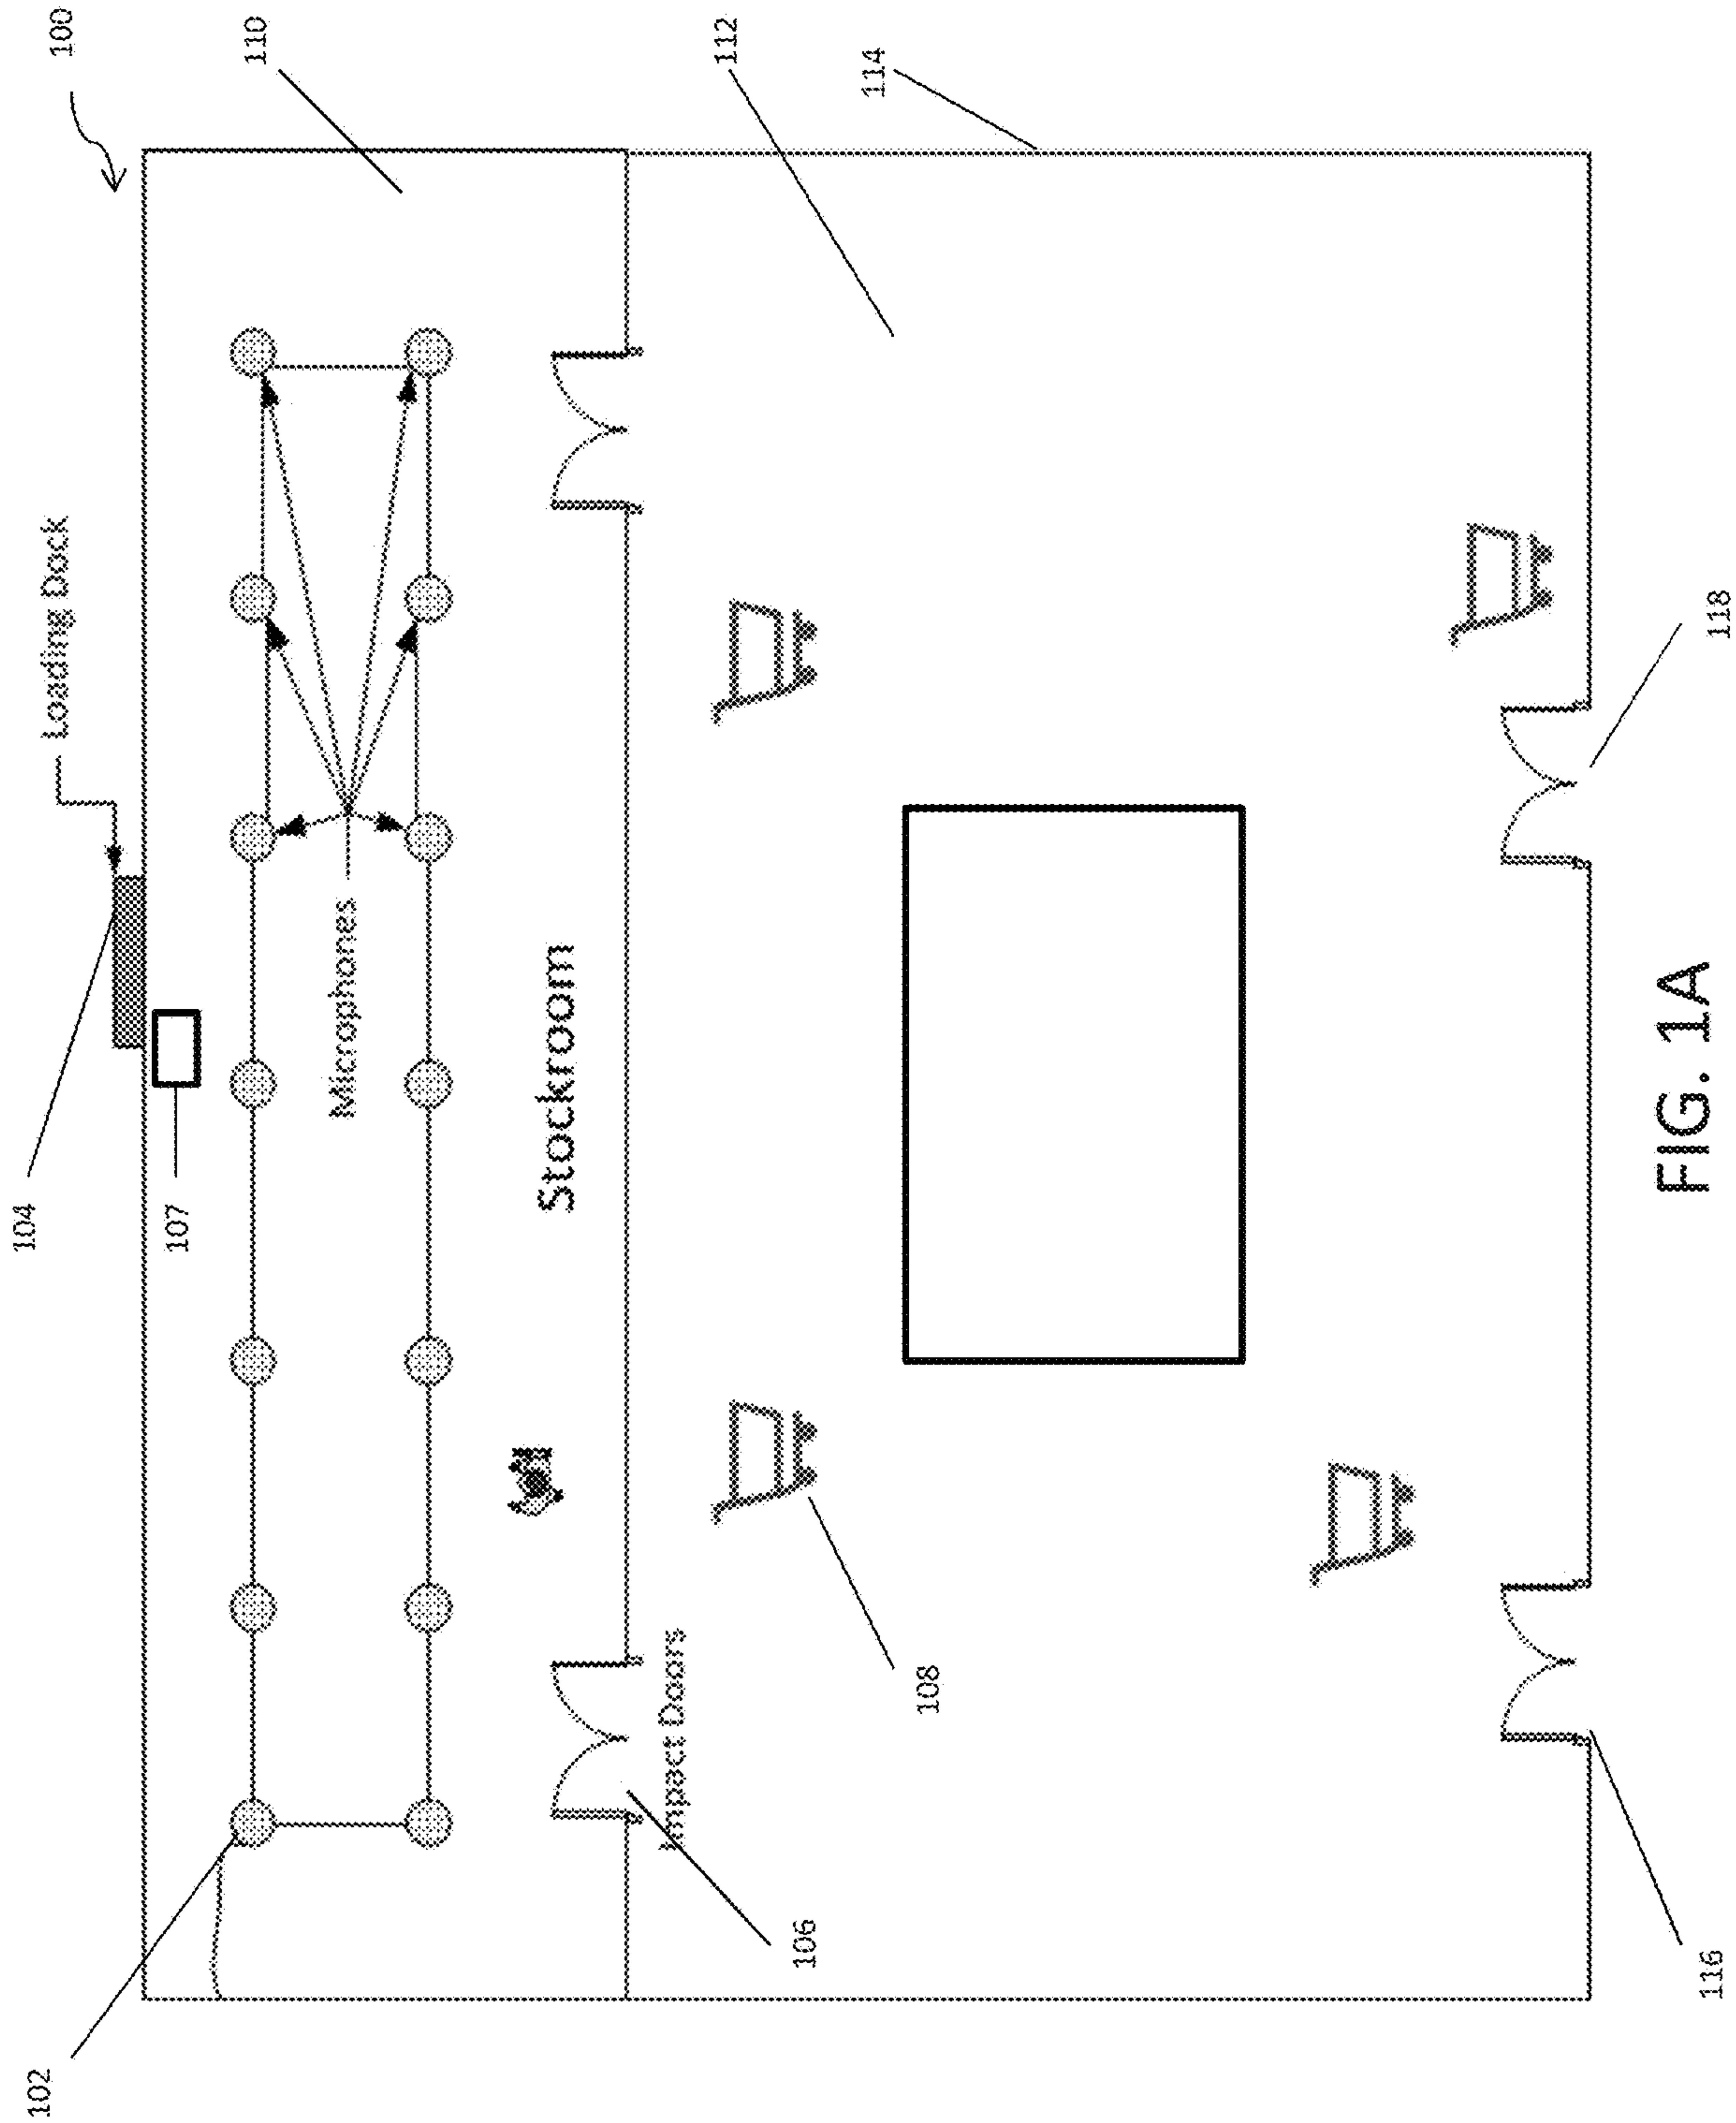 100
110
112
114
Loading Dock
104
107
Microphones
Stockroom
108
Impact Doors
106
102
118
116
FIG. 1A